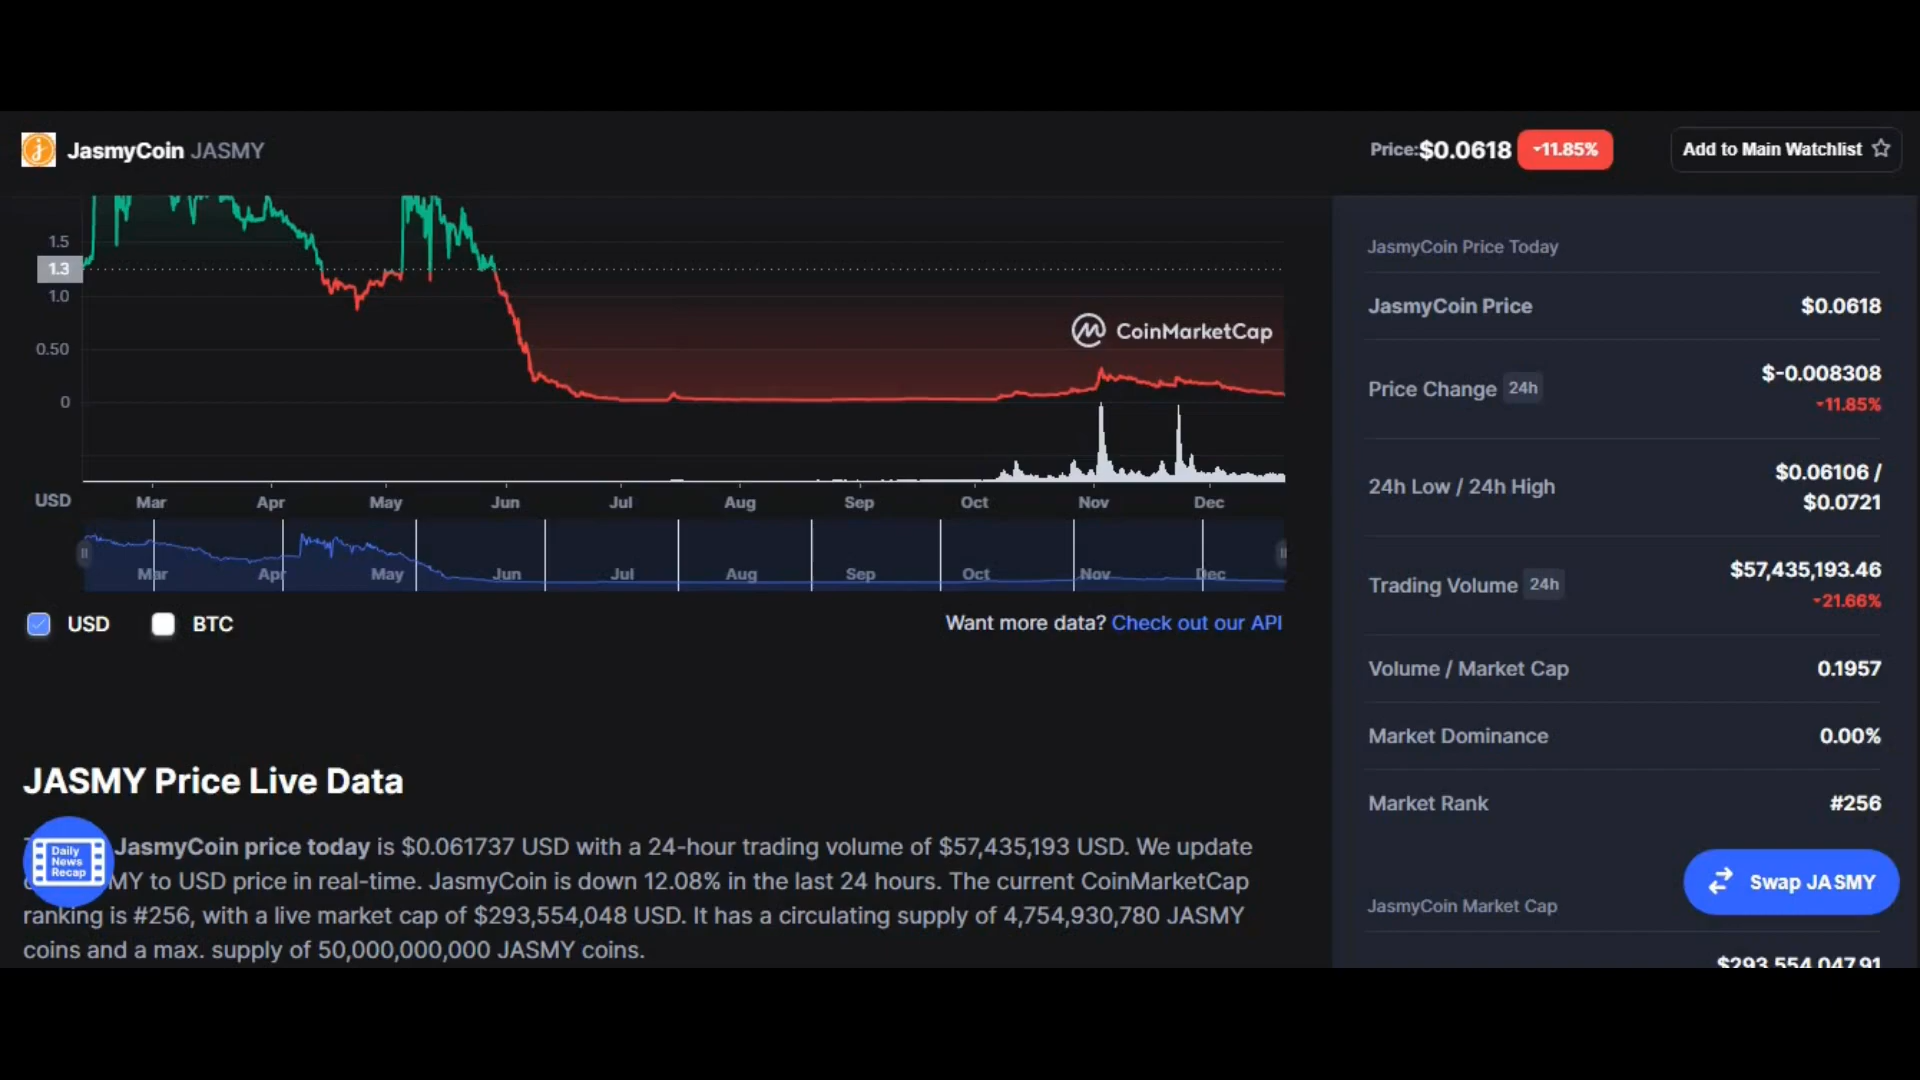 JasmyCoin JASMY
Price:$0.0618 -11.85%
Add to Main Watchlist
1.5
1.3
1.0
0.50
0
CoinMarketCap
USD Mar Apr May Jun Jul Aug Sep Oct Nov Dec
Mar Apr May Jun Jul Aug Sep Oct Nov Dec
USD BTC
Want more data? Check out our API
JASMY Price Live Data
Daily
News
Recap
JasmyCoin price today is $0.061737 USD with a 24-hour trading volume of $57,435,193 USD. We update
MY to USD price in real-time. JasmyCoin is down 12.08% in the last 24 hours. The current CoinMarketCap
ranking is #256, with a live market cap of $293,554,048 USD. It has a circulating supply of 4,754,930,780 JASMY
coins and a max. supply of 50,000,000,000 JASMY coins.
JasmyCoin Price Today
JasmyCoin Price $0.0618
Price Change 24h $-0.008308
-11.85%
24h Low / 24h High $0.06106 /
$0.0721
Trading Volume 24h $57,435,193.46
-21.66%
Volume / Market Cap 0.1957
Market Dominance 0.00%
Market Rank #256
Swap JASMY
JasmyCoin Market Cap
$293,554,047.91